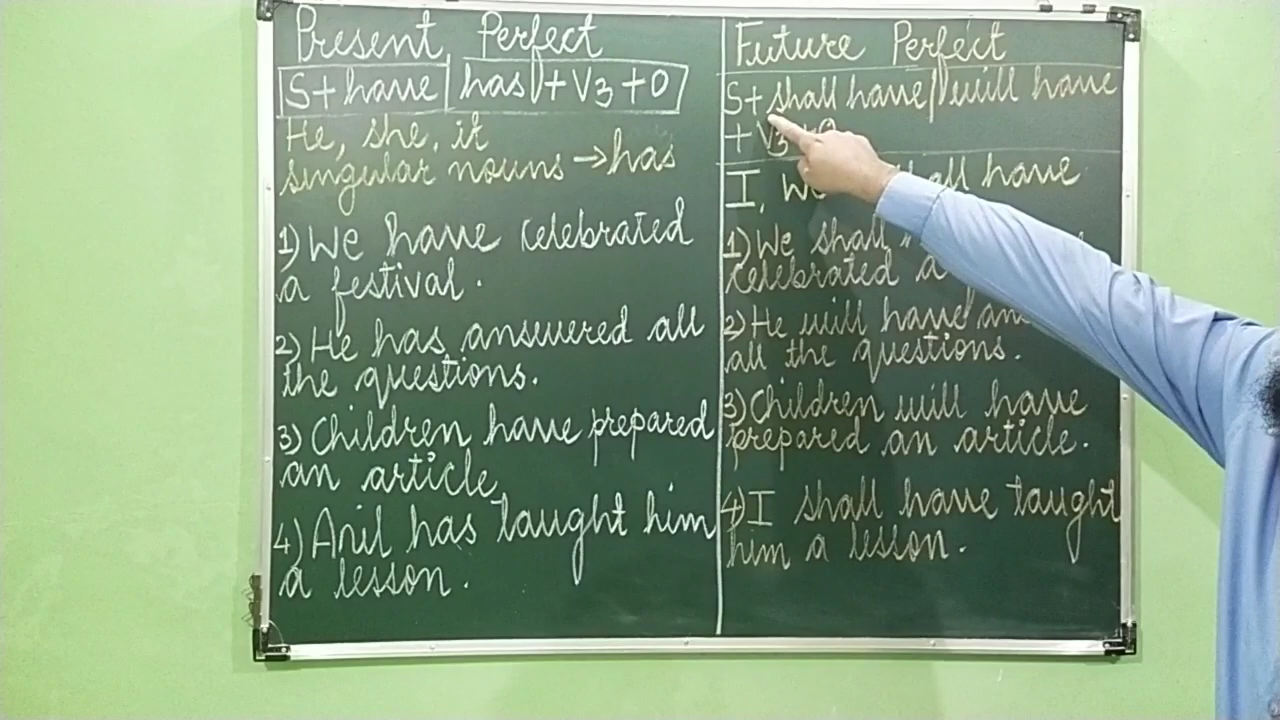 Present Perfect
S+ have has + V3 + O
He, she, it
singular nouns → has
1) We have celebrated
a festival.
2) He has answered all
the questions.
3) Children have prepared
an article
4) Anil has taught him
a lesson.
Future Perfect
S+ shall have/will have
+ V3 + O
I, we shall have
1) We shall
celebrated a
2) He will have
all the questions.
3) Children will have
prepared an article.
4) I shall have taught
him a lesson.